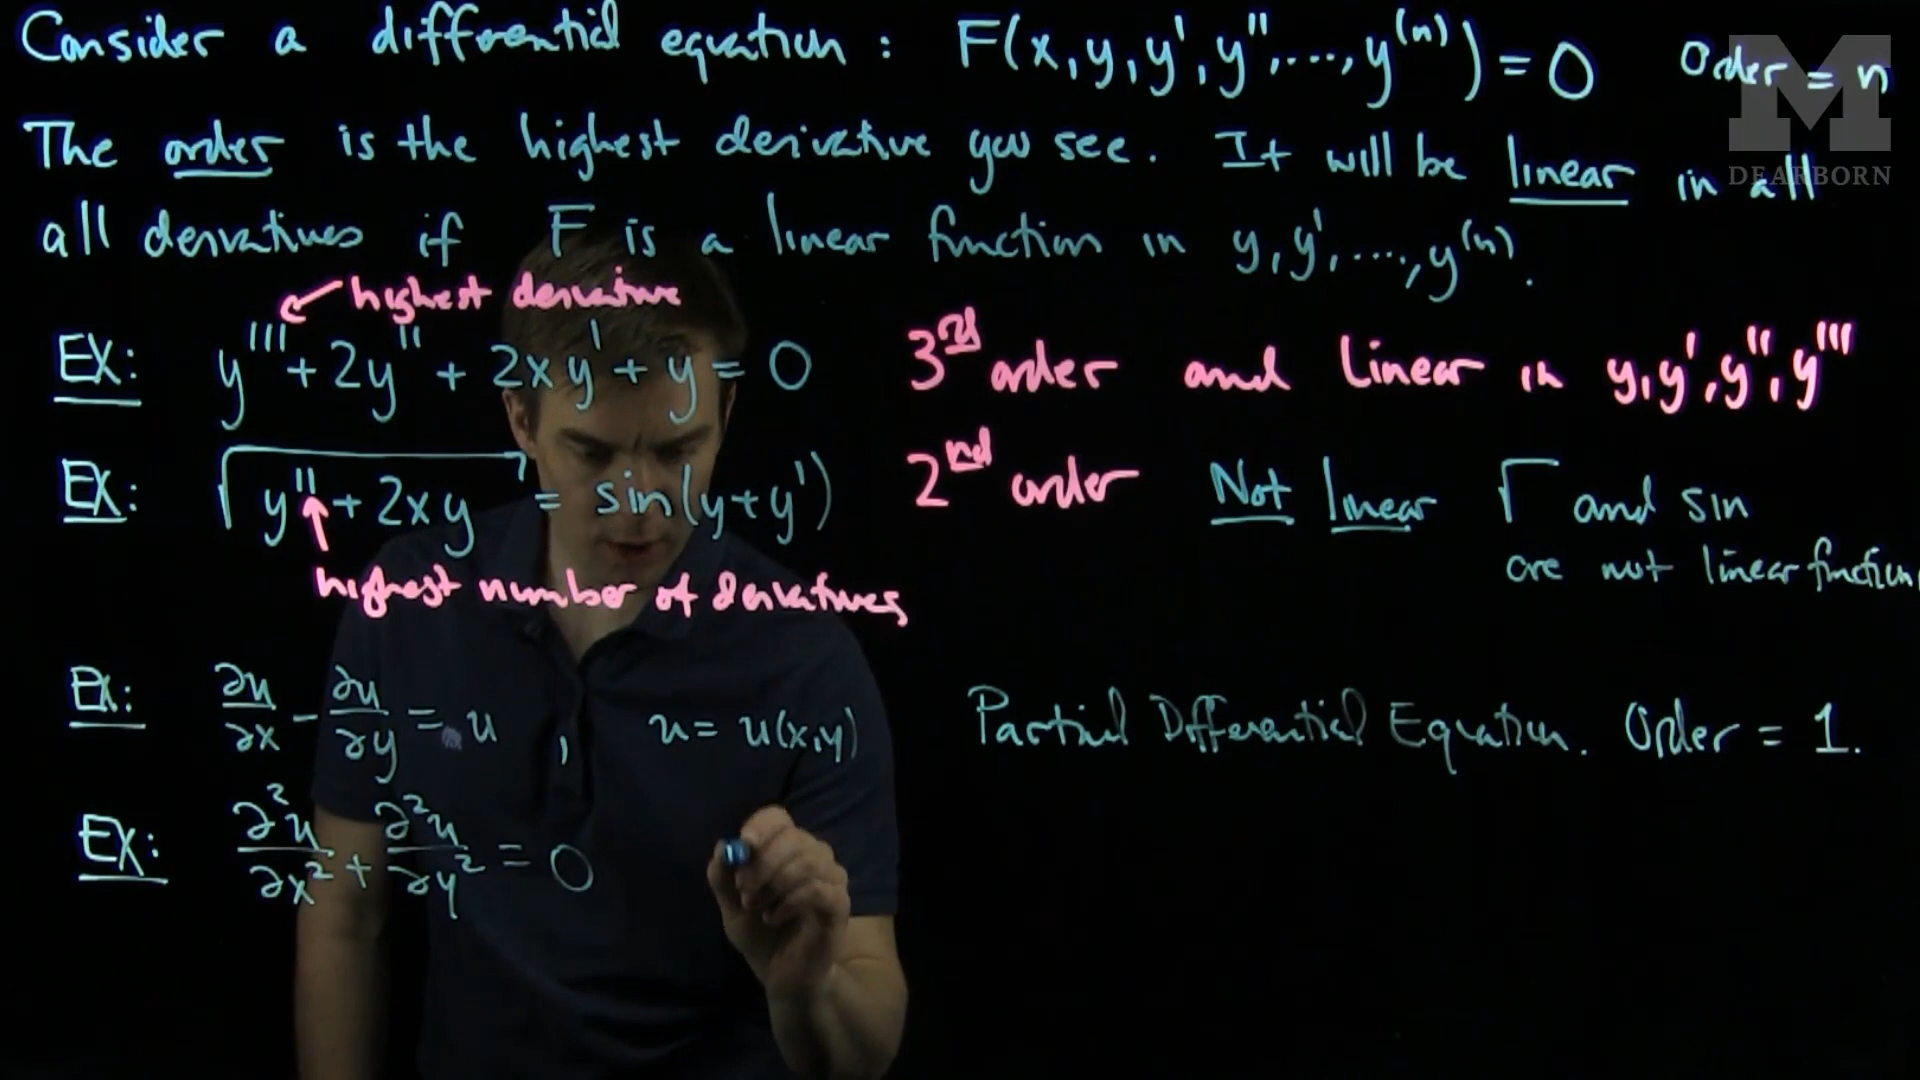 Consider a differential equation: F(x, y, y', y'', ..., y⁽ⁿ⁾) = 0 Order = n
The order is the highest derivative you see. It will be linear in all
all derivatives if F is a linear function in y, y', ...., y⁽ⁿ⁾.
highest derivative
EX: y''' + 2y'' + 2xy' + y = 0 3rd order and linear in y, y', y'', y'''
EX: √(y'' + 2xy) = sin(y+y') 2nd order Not linear √ and sin
are not linear function
highest number of derivatives
EX: ∂u/∂x - ∂u/∂y = u, u = u(x,y) Partial Differential Equation. Order = 1.
EX: ∂²u/∂x² + ∂²u/∂y² = 0
M
DEARBORN